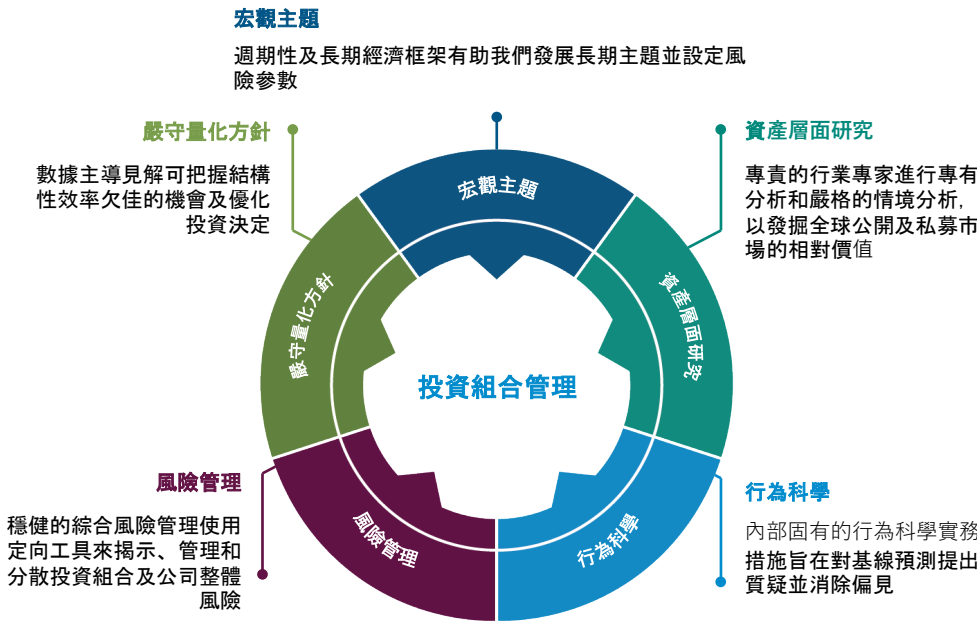 宏觀主題
週期性及長期經濟框架有助我們發展長期主題並設定風
險參數
嚴守量化方針
數據主導見解可把握結構
性效率欠佳的機會及優化
投資決定
資產層面研究
專責的行業專家進行專有
分析和嚴格的情境分析,
以發掘全球公開及私募市
場的相對價值
宏觀主題
嚴守量化方針
資產層面研究
投資組合管理
風險管理
行為科學
風險管理
穩健的綜合風險管理使用
定向工具來揭示、管理和
分散投資組合及公司整體
風險
行為科學
內部固有的行為科學實務
措施旨在對基線預測提出
質疑並消除偏見